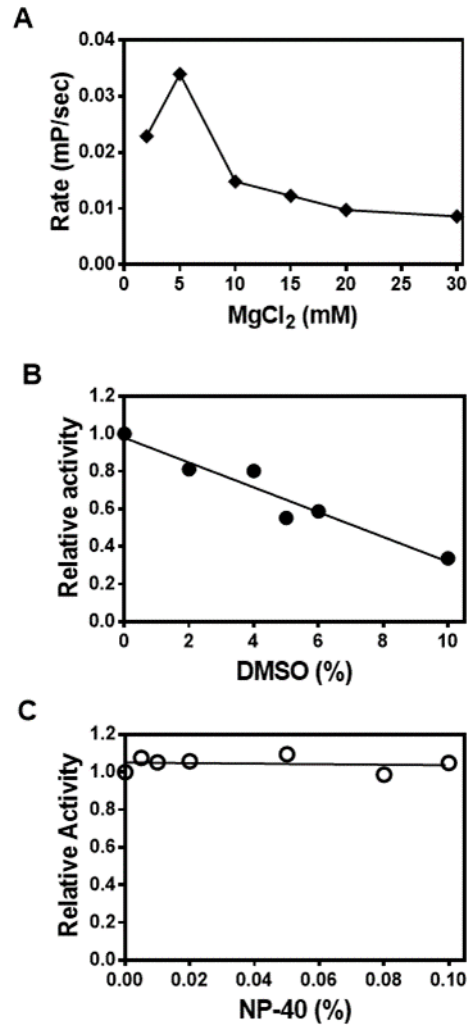 A
0.04
0.03
0.02
0.01
0.00
Rate (mP/sec)
0 5 10 15 20 25 30
MgCl₂ (mM)
B
1.2
1.0
0.8
0.6
0.4
0.2
0.0
Relative activity
0 2 4 6 8 10
DMSO (%)
C
1.2
1.0
0.8
0.6
0.4
0.2
0.0
Relative Activity
0.00 0.02 0.04 0.06 0.08 0.10
NP-40 (%)